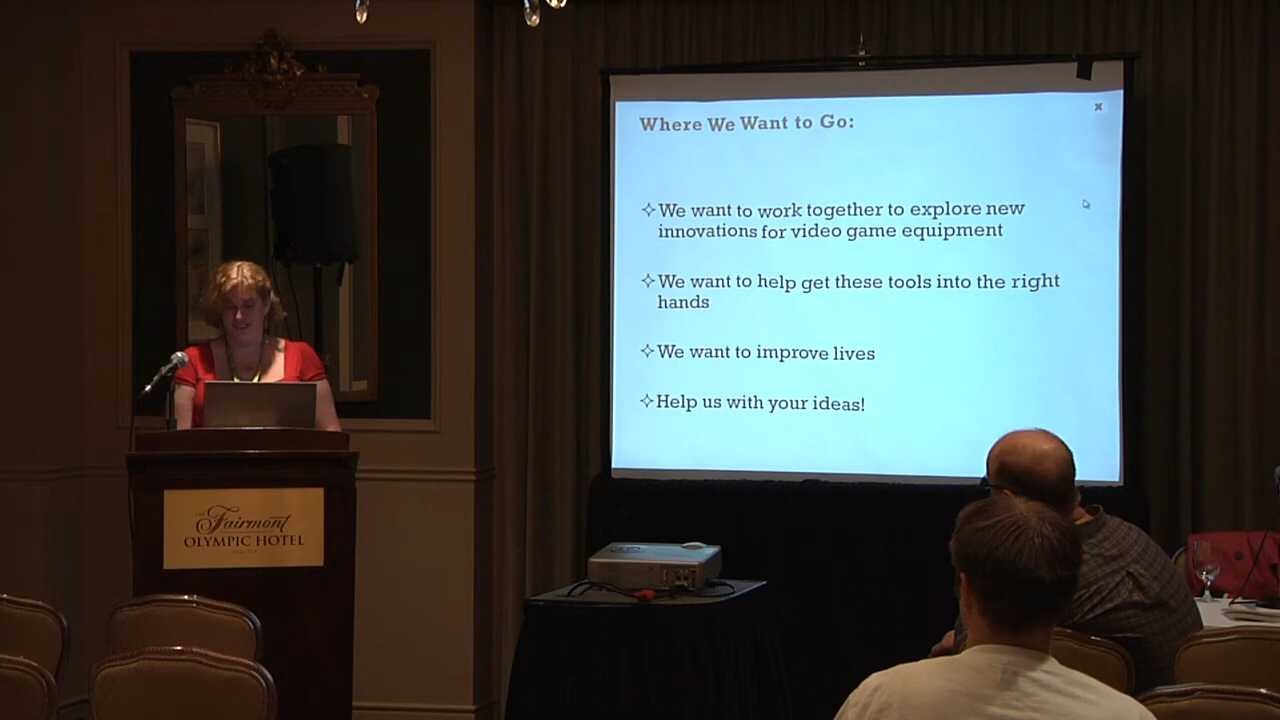 Where We Want to Go:
x
✧We want to work together to explore new
innovations for video game equipment
✧We want to help get these tools into the right
hands
✧We want to improve lives
✧Help us with your ideas!
THE
Fairmont
OLYMPIC HOTEL
SEATTLE